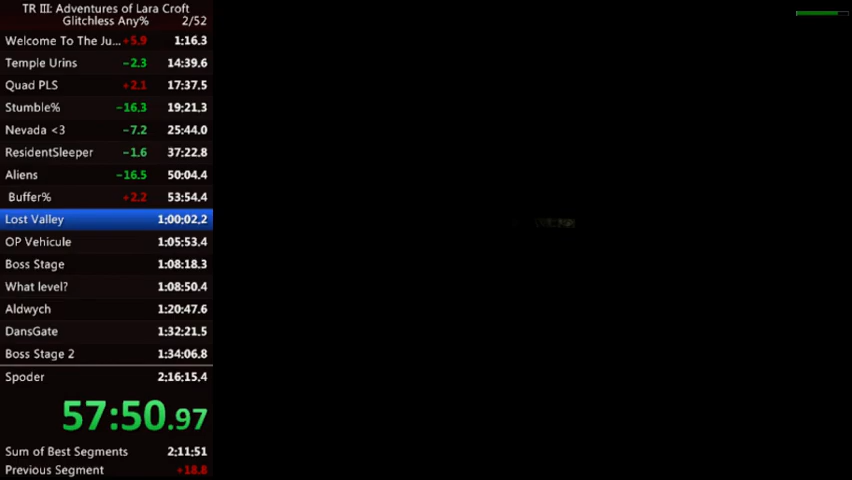 TR III: Adventures of Lara Croft
Glitchless Any% 2/52
Welcome To The Ju... +5.9 1:16.3
Temple Urins -2.3 14:39.6
Quad PLS +2.1 17:37.5
Stumble% -16.3 19:21.3
Nevada <3 -7.2 25:44.0
ResidentSleeper -1.6 37:22.8
Aliens -16.5 50:04.4
Buffer% +2.2 53:54.4
Lost Valley 1:00:02.2
OP Vehicule 1:05:53.4
Boss Stage 1:08:18.3
What level? 1:08:50.4
Aldwych 1:20:47.6
DansGate 1:32:21.5
Boss Stage 2 1:34:06.8
Spoder 2:16:15.4
57:50.97
Sum of Best Segments 2:11:51
Previous Segment +18.8